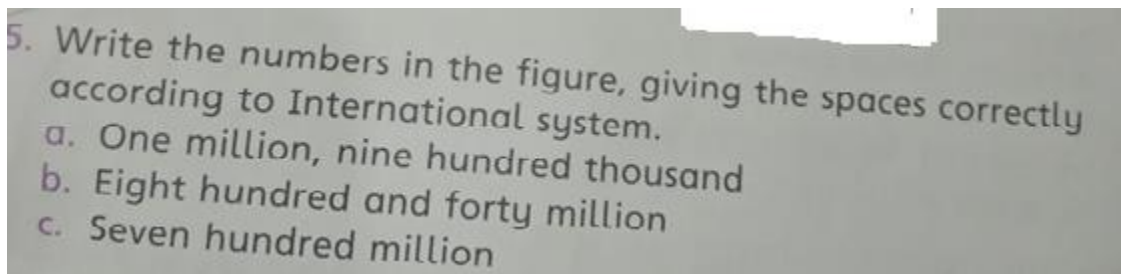 5. Write the numbers in the figure, giving the spaces correctly
according to International system.
a. One million, nine hundred thousand
b. Eight hundred and forty million
c. Seven hundred million